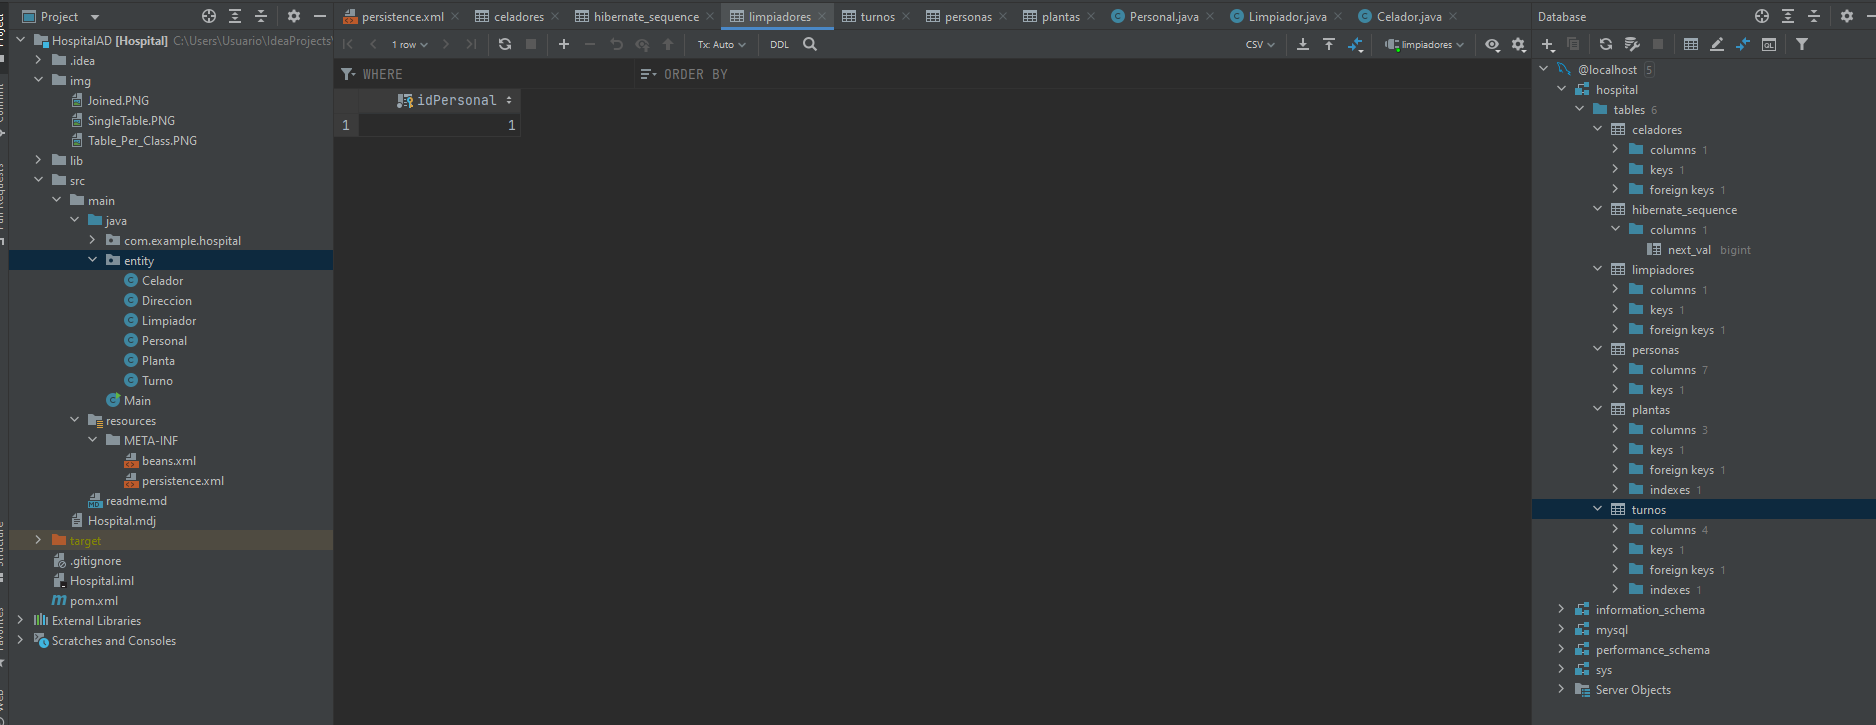 Project
persistence.xml
celadores
hibernate_sequence
limpiadores
turnos
personas
plantas
Personal.java
Limpiador.java
Celador.java
Database
HospitalAD [Hospital] C:\Users\Usuario\IdeaProjects\
.idea
img
Joined.PNG
SingleTable.PNG
Table_Per_Class.PNG
lib
src
main
java
com.example.hospital
entity
Celador
Direccion
Limpiador
Personal
Planta
Turno
Main
resources
META-INF
beans.xml
persistence.xml
readme.md
Hospital.mdj
target
.gitignore
Hospital.iml
pom.xml
External Libraries
Scratches and Consoles
1 row
Tx: Auto
DDL
CSV
limpiadores
WHERE
ORDER BY
idPersonal
1 1
@localhost 5
hospital
tables 6
celadores
columns 1
keys 1
foreign keys 1
hibernate_sequence
columns 1
next_val bigint
limpiadores
columns 1
keys 1
foreign keys 1
personas
columns 7
keys 1
plantas
columns 3
keys 1
foreign keys 1
indexes 1
turnos
columns 4
keys 1
foreign keys 1
indexes 1
information_schema
mysql
performance_schema
sys
Server Objects